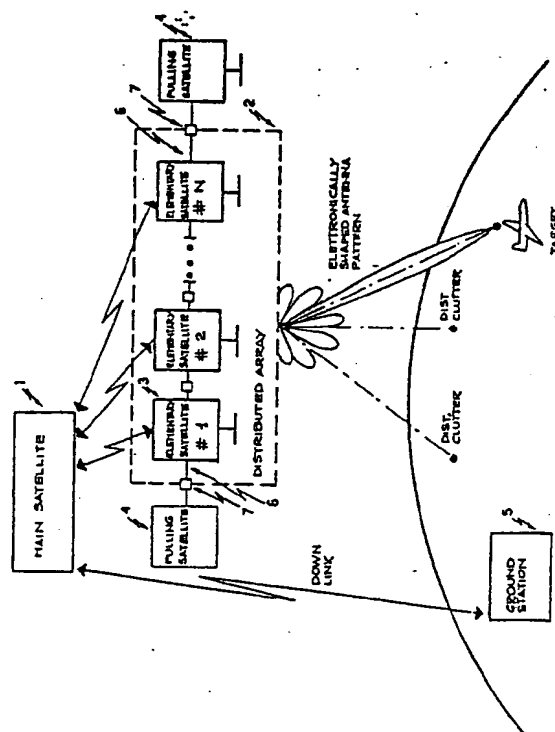 MAIN SATELLITE
1
PULLING
SATELLITE
4
ELEMENTARY
SATELLITE
# 1
3
ELEMENTARY
SATELLITE
# 2
ELEMENTARY
SATELLITE
# N
6
7
PULLING
SATELLITE
4
2
7
6
DISTRIBUTED ARRAY
ELETTRONICALLY
SHAPED ANTENNA
PATTERN
DOWN
LINK
GROUND
STATION
5
DIST.
CLUTTER
DIST
CLUTTER
TARGET